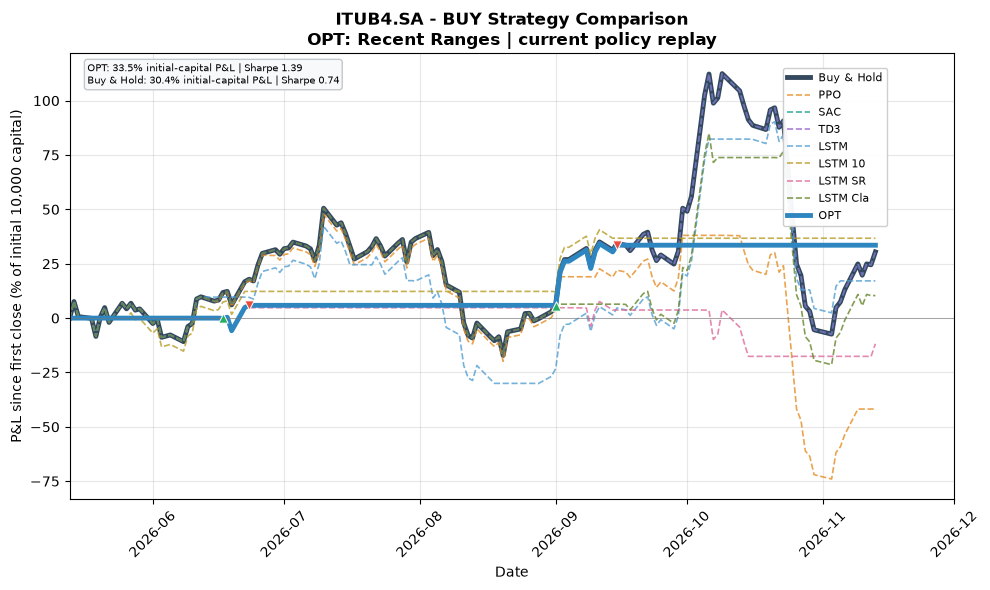 ITUB4.SA - BUY Strategy Comparison
OPT: Recent Ranges | current policy replay
OPT: 33.5% initial-capital P&L | Sharpe 1.39
Buy & Hold: 30.4% initial-capital P&L | Sharpe 0.74
Buy & Hold
PPO
SAC
TD3
LSTM
LSTM 10
LSTM SR
LSTM Cla
OPT
P&L since first close (% of initial 10,000 capital)
100
75
50
25
0
−25
−50
−75
2026-06
2026-07
2026-08
2026-09
2026-10
2026-11
2026-12
Date